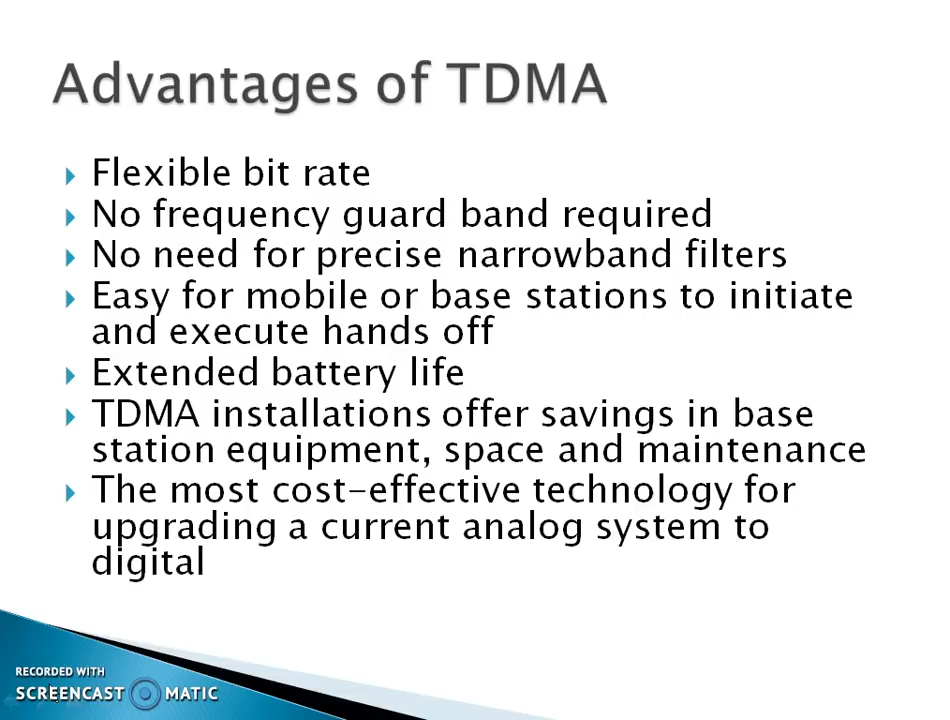 Advantages of TDMA
Flexible bit rate
No frequency guard band required
No need for precise narrowband filters
Easy for mobile or base stations to initiate
and execute hands off
Extended battery life
TDMA installations offer savings in base
station equipment, space and maintenance
The most cost-effective technology for
upgrading a current analog system to
digital
RECORDED WITH
SCREENCAST MATIC